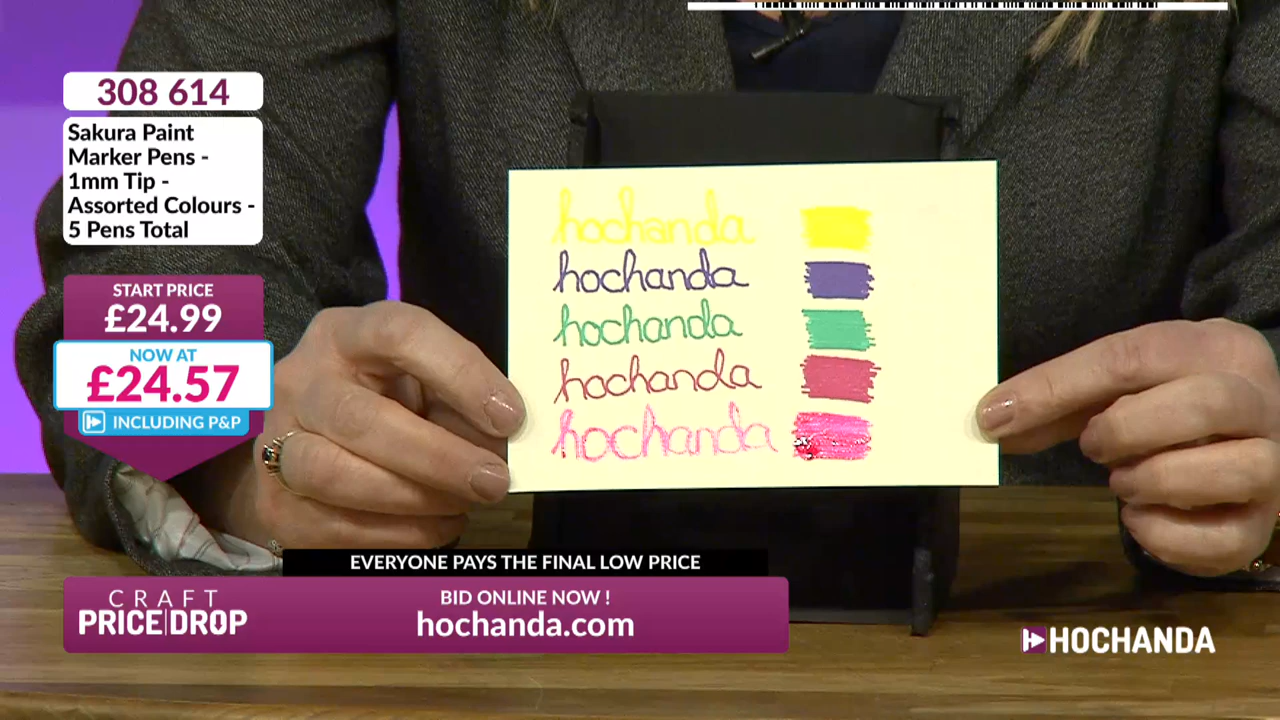 308 614
Sakura Paint
Marker Pens -
1mm Tip -
Assorted Colours -
5 Pens Total
START PRICE
£24.99
NOW AT
£24.57
INCLUDING P&P
hochanda
hochanda
hochanda
hochanda
hochanda
EVERYONE PAYS THE FINAL LOW PRICE
CRAFT
PRICE DROP
BID ONLINE NOW !
hochanda.com
HOCHANDA